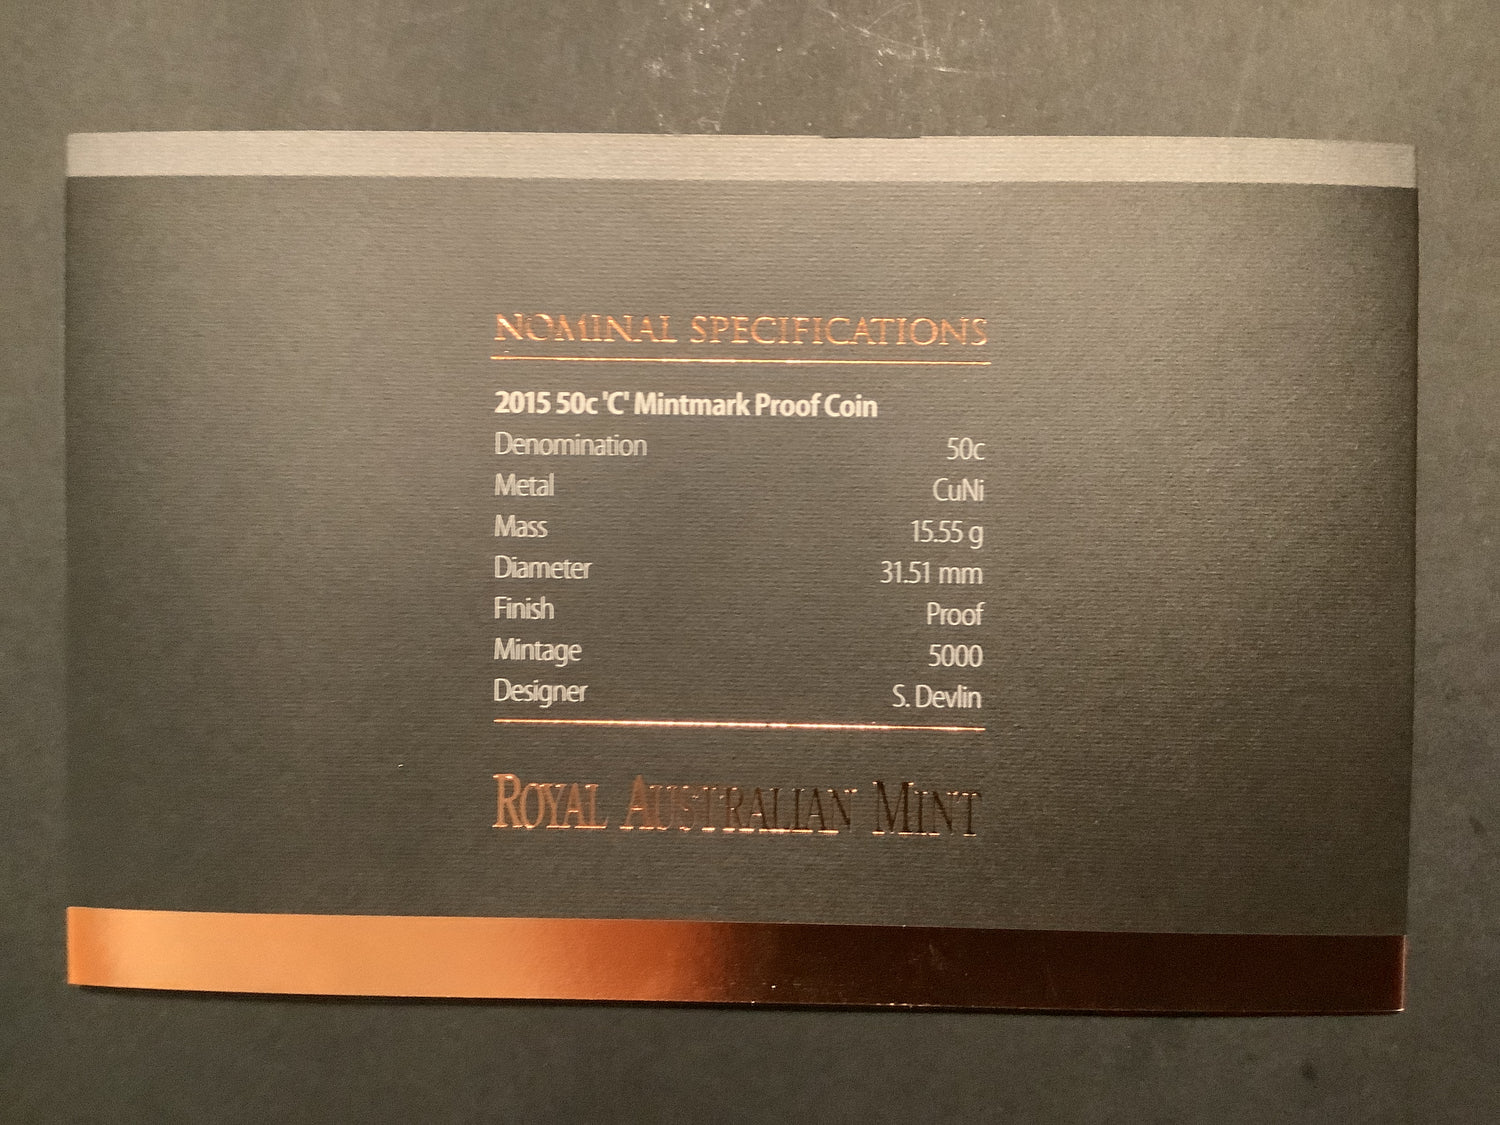 NOMINAL SPECIFICATIONS
2015 50c 'C' Mintmark Proof Coin
Denomination 50c
Metal CuNi
Mass 15.55 g
Diameter 31.51 mm
Finish Proof
Mintage 5000
Designer S. Devlin
ROYAL AUSTRALIAN MINT